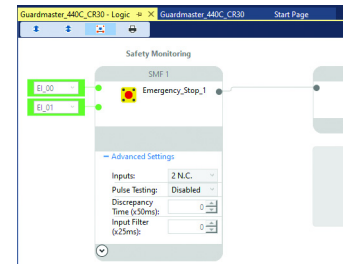 Guardmaster_440C_CR30 - Logic
Guardmaster_440C_CR30
Start Page
Safety Monitoring
SMF 1
EI_00
Emergency_Stop_1
EI_01
Advanced Settings
Inputs: 2 N.C.
Pulse Testing: Disabled
Discrepancy
Time (x50ms): 0
Input Filter
(x25ms): 0